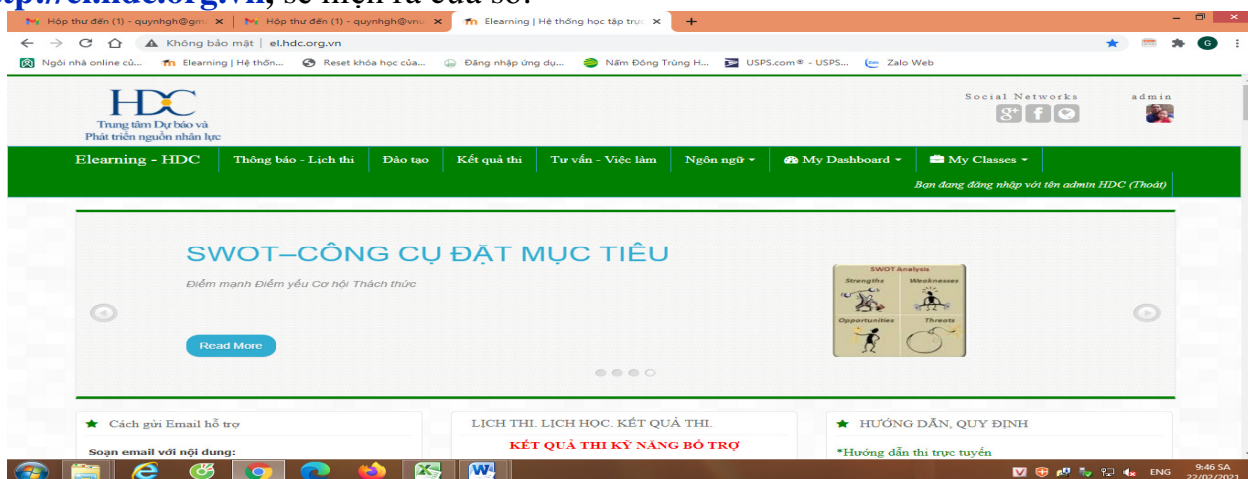 ttp://el.hdc.org.vn, sẽ hiện ra cửa sổ:
Hộp thư đến (1) - quynhgh@gm
Hộp thư đến (1) - quynhgh@vnu
Elearning | Hệ thống học tập trực
Không bảo mật | el.hdc.org.vn
G
Ngôi nhà online củ... Elearning | Hệ thốn... Reset khóa học của... Đăng nhập ứng dụ... Nấm Đông Trùng H... USPS.com® - USPS... Zalo Web
HDC
Trung tâm Dự báo và
Phát triển nguồn nhân lực
Social Networks
admin
Elearning - HDC Thông báo - Lịch thi Đào tạo Kết quả thi Tư vấn - Việc làm Ngôn ngữ My Dashboard My Classes
Bạn đang đăng nhập với tên admin HDC (Thoát)
SWOT–CÔNG CỤ ĐẶT MỤC TIÊU
Điểm mạnh Điểm yếu Cơ hội Thách thức
Read More
SWOT Analysis
Strengths Weaknesses
Opportunities Threats
Cách gửi Email hỗ trợ
LỊCH THI. LỊCH HỌC. KẾT QUẢ THI.
HƯỚNG DẪN, QUY ĐỊNH
Soạn email với nội dung:
KẾT QUẢ THI KỸ NĂNG BỔ TRỢ
*Hướng dẫn thi trực tuyến
ENG
9:46 SA
22/02/2021